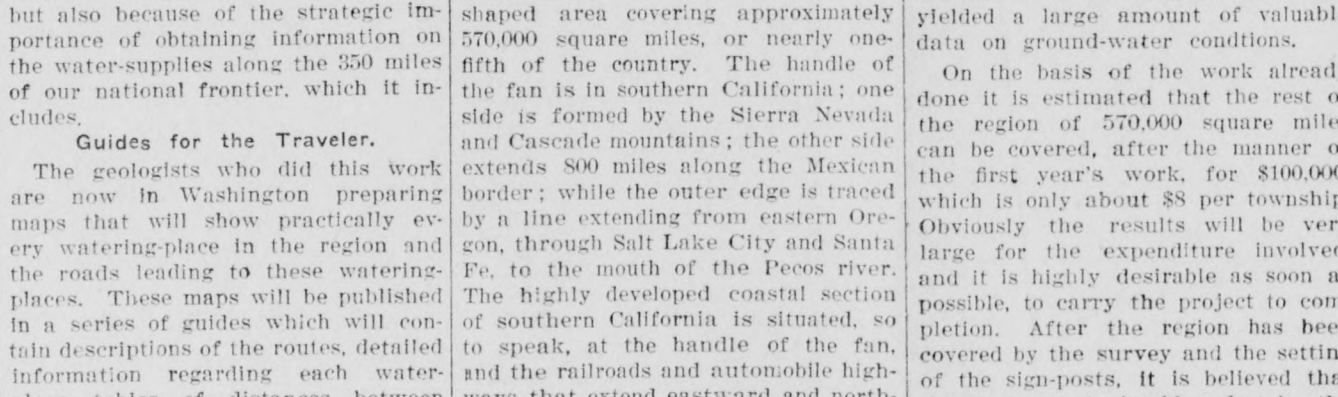 but also because of the strategic im-
portance of obtaining information on
the water-supplies along the 350 miles
of our national frontier, which it in-
cludes.
Guides for the Traveler.
The geologists who did this work
are now in Washington preparing
maps that will show practically ev-
ery watering-place in the region and
the roads leading to these watering-
places. These maps will be published
in a series of guides which will con-
tain descriptions of the routes, detailed
information regarding each water-
of distances between
shaped area covering approximately
570,000 square miles, or nearly one-
fifth of the country. The handle of
the fan is in southern California; one
side is formed by the Sierra Nevada
and Cascade mountains; the other side
extends 800 miles along the Mexican
border; while the outer edge is traced
by a line extending from eastern Ore-
gon, through Salt Lake City and Santa
Fe, to the mouth of the Pecos river.
The highly developed coastal section
of southern California is situated, so
to speak, at the handle of the fan,
and the railroads and automobile high-
ways that extend eastward and north-
yielded a large amount of valuabl
data on ground-water condtions.
On the basis of the work alread
done it is estimated that the rest o
the region of 570,000 square mile
can be covered, after the manner o
the first year's work, for $100,000
which is only about $8 per township
Obviously the results will be ver
large for the expenditure involved
and it is highly desirable as soon a
possible, to carry the project to com
pletion. After the region has bee
covered by the survey and the settin
of the sign-posts, it is believed tha